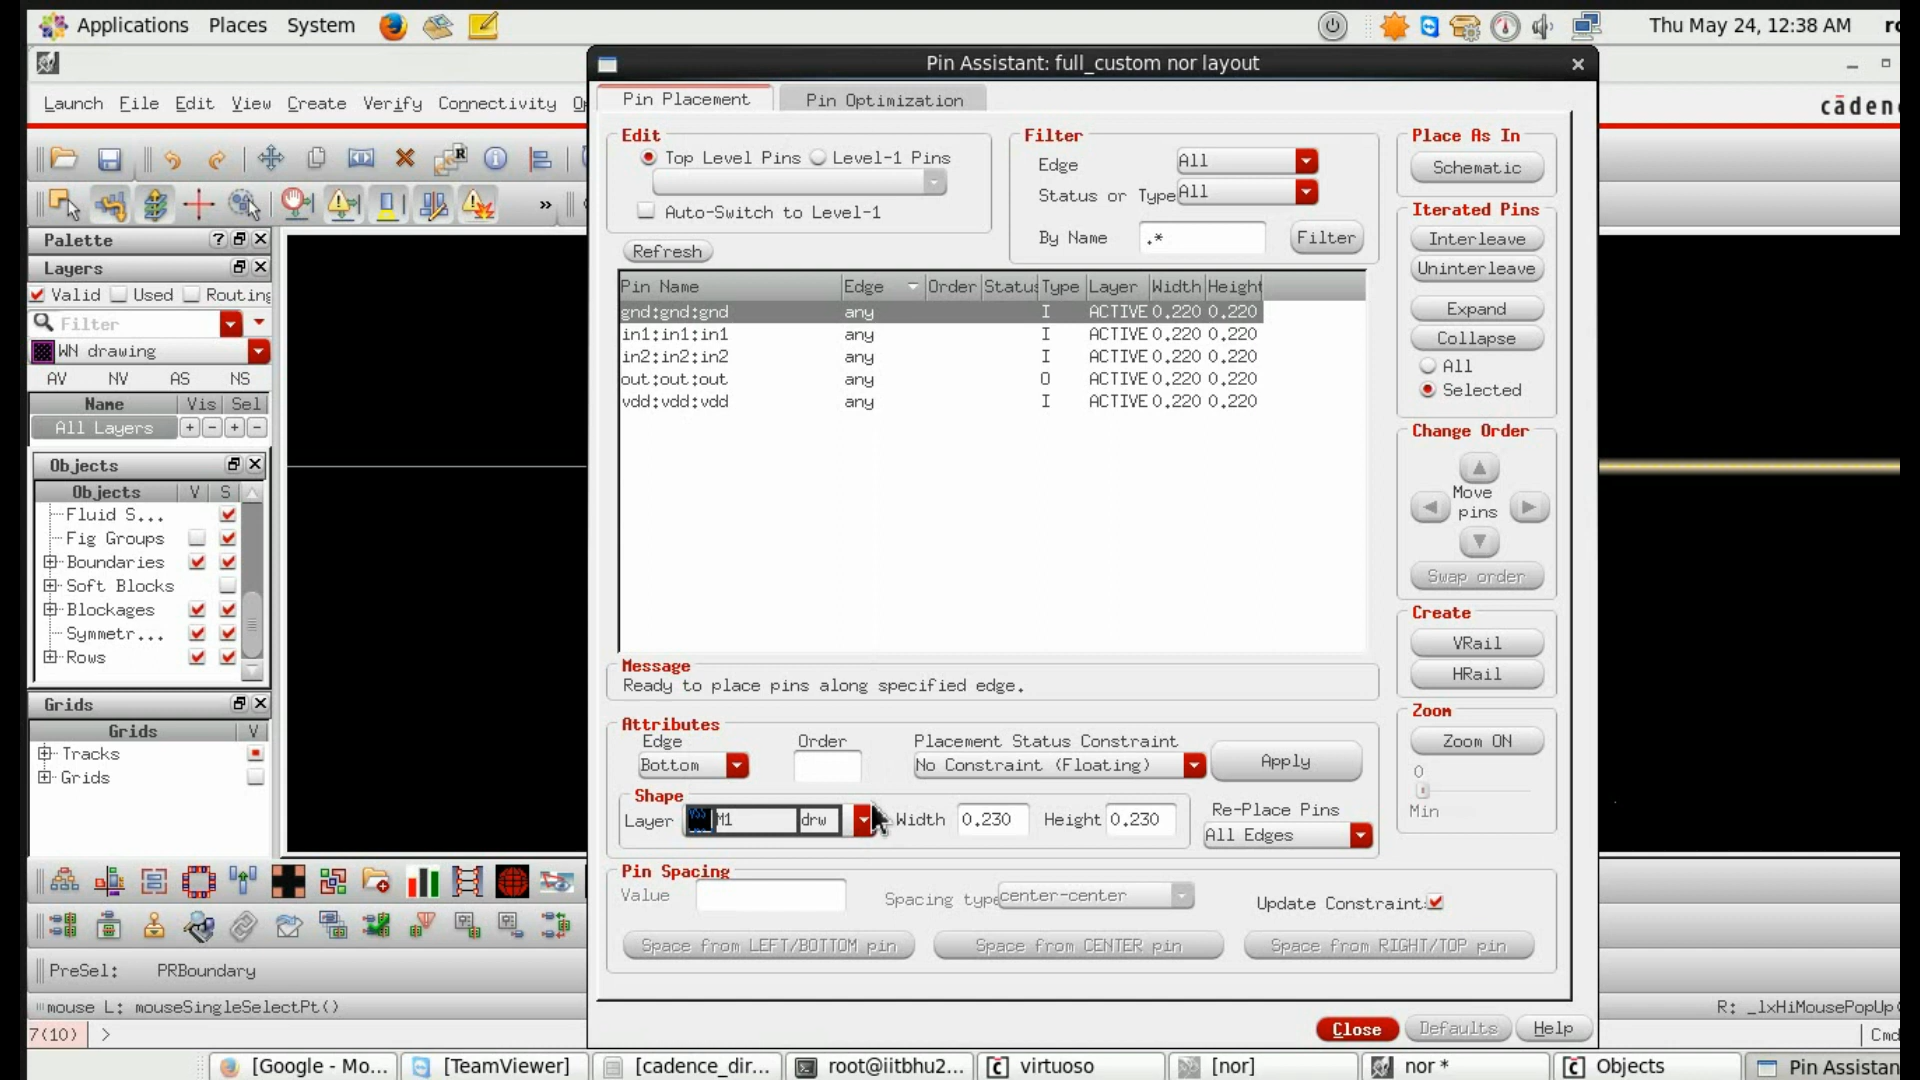 Applications Places System
Thu May 24, 12:38 AM
Pin Assistant: full_custom nor layout
Launch File Edit View Create Verify Connectivity
cādenc
Pin Placement Pin Optimization
Edit
Top Level Pins Level-1 Pins
Auto-Switch to Level-1
Refresh
Filter
Edge All
Status or Type All
By Name .* Filter
Place As In
Schematic
Iterated Pins
Interleave
Uninterleave
Expand
Collapse
All
Selected
Change Order
Move pins
Swap order
Create
VRail
HRail
Zoom
Zoom ON
0
Min
Pin Name Edge Order Status Type Layer Width Height
gnd:gnd:gnd any I ACTIVE 0.220 0.220
in1:in1:in1 any I ACTIVE 0.220 0.220
in2:in2:in2 any I ACTIVE 0.220 0.220
out:out:out any O ACTIVE 0.220 0.220
vdd:vdd:vdd any I ACTIVE 0.220 0.220
Message
Ready to place pins along specified edge.
Attributes
Edge Order Placement Status Constraint
Bottom No Constraint (Floating) Apply
Shape
Layer M1 drw Width 0.230 Height 0.230
Re-Place Pins
All Edges
Pin Spacing
Value Spacing type center-center Update Constraint
Space from LEFT/BOTTOM pin Space from CENTER pin Space from RIGHT/TOP pin
Close Defaults Help
Palette
Layers
Valid Used Routing
Filter
WN drawing
AV NV AS NS
Name Vis Sel
All Layers + - + -
Objects
Objects V S
Fluid S...
Fig Groups
Boundaries
Soft Blocks
Blockages
Symmetr...
Rows
Grids
Grids V
Tracks
Grids
PreSel: PRBoundary
mouse L: mouseSingleSelectPt()
R: _lxHiMousePopUp(
7(10) >
Cmd
[Google - Mo... [TeamViewer] [cadence_dir... root@iitbhu2... virtuoso [nor] nor * Objects Pin Assistan